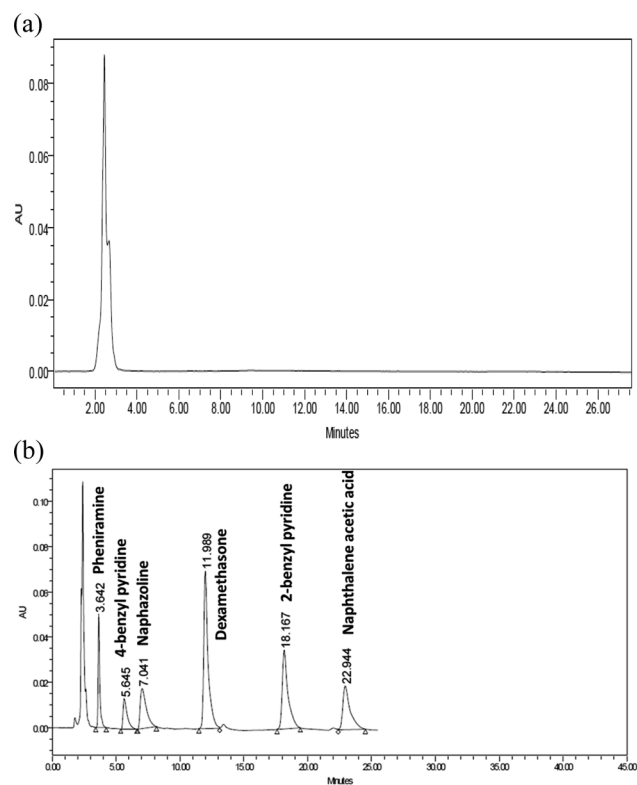 (a)
AU
0.08
0.06
0.04
0.02
0.00
2.00 4.00 6.00 8.00 10.00 12.00 14.00 16.00 18.00 20.00 22.00 24.00 26.00
Minutes
(b)
AU
0.10
0.08
0.06
0.04
0.02
0.00
3.642 Pheniramine
5.645 4-benzyl pyridine
7.041 Naphazoline
11.989 Dexamethasone
18.167 2-benzyl pyridine
22.944 Naphthalene acetic acid
0.00 5.00 10.00 15.00 20.00 25.00 30.00 35.00 40.00 45.00
Minutes